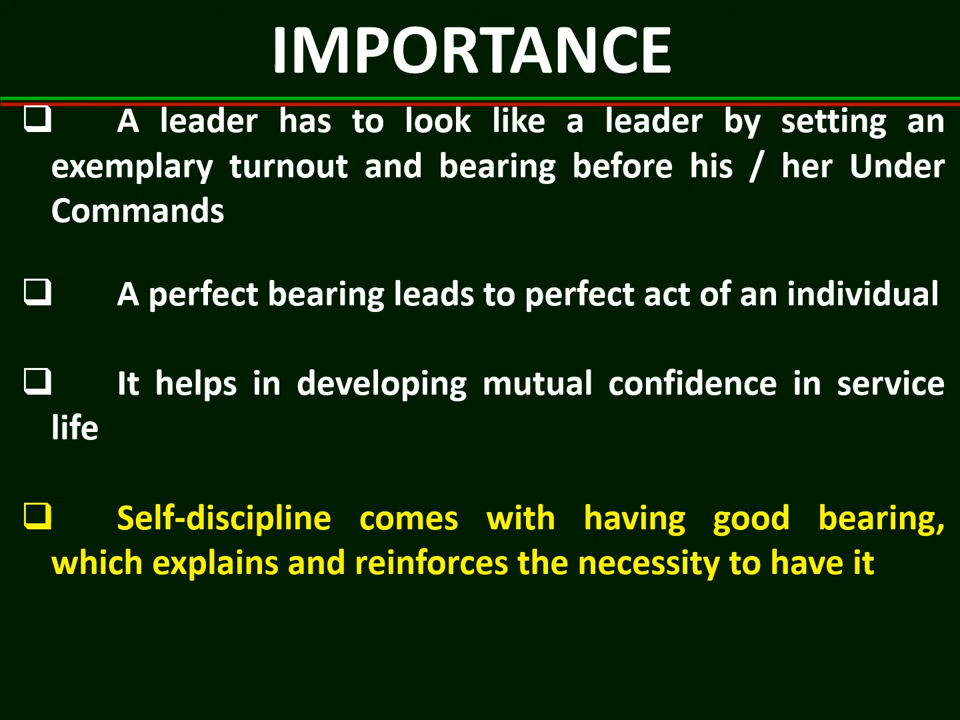 IMPORTANCE
❑ A leader has to look like a leader by setting an
exemplary turnout and bearing before his / her Under
Commands
❑ A perfect bearing leads to perfect act of an individual
❑ It helps in developing mutual confidence in service
life
❑ Self-discipline comes with having good bearing,
which explains and reinforces the necessity to have it